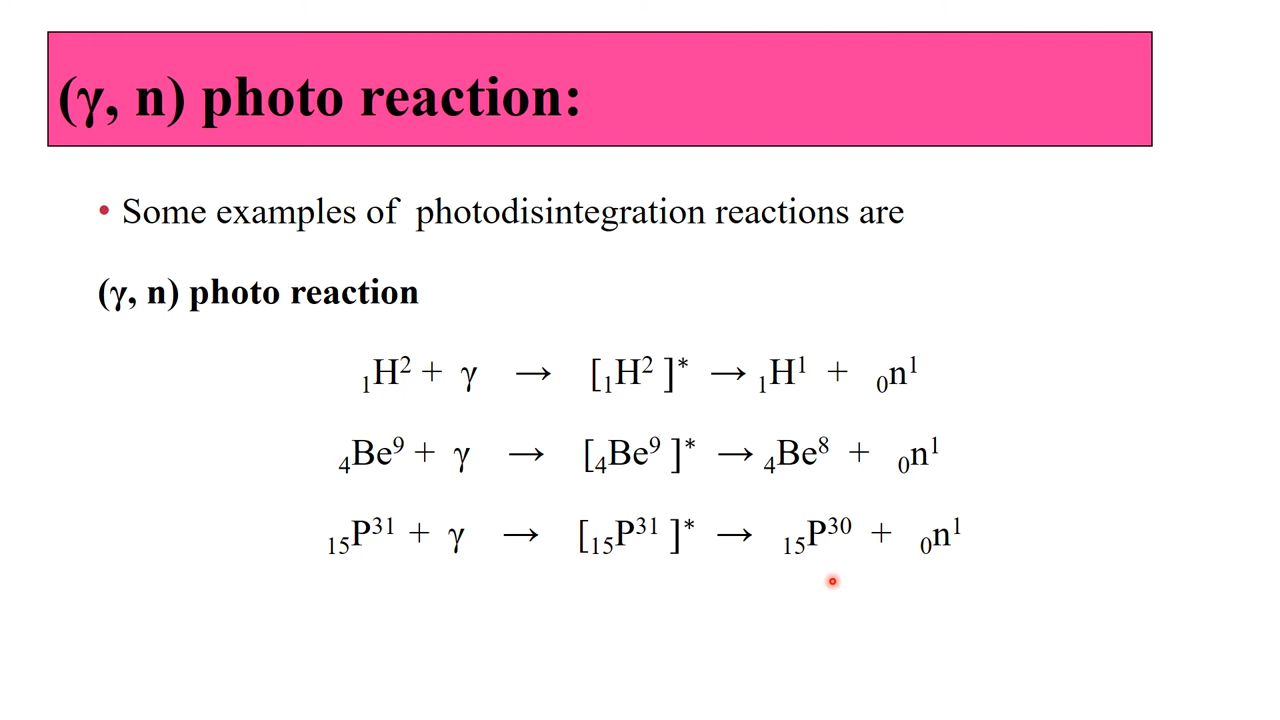 (γ, n) photo reaction:
• Some examples of photodisintegration reactions are
(γ, n) photo reaction
₁H² + γ → [₁H² ]* → ₁H¹ + ₀n¹
₄Be⁹ + γ → [₄Be⁹ ]* → ₄Be⁸ + ₀n¹
₁₅P³¹ + γ → [₁₅P³¹ ]* → ₁₅P³⁰ + ₀n¹